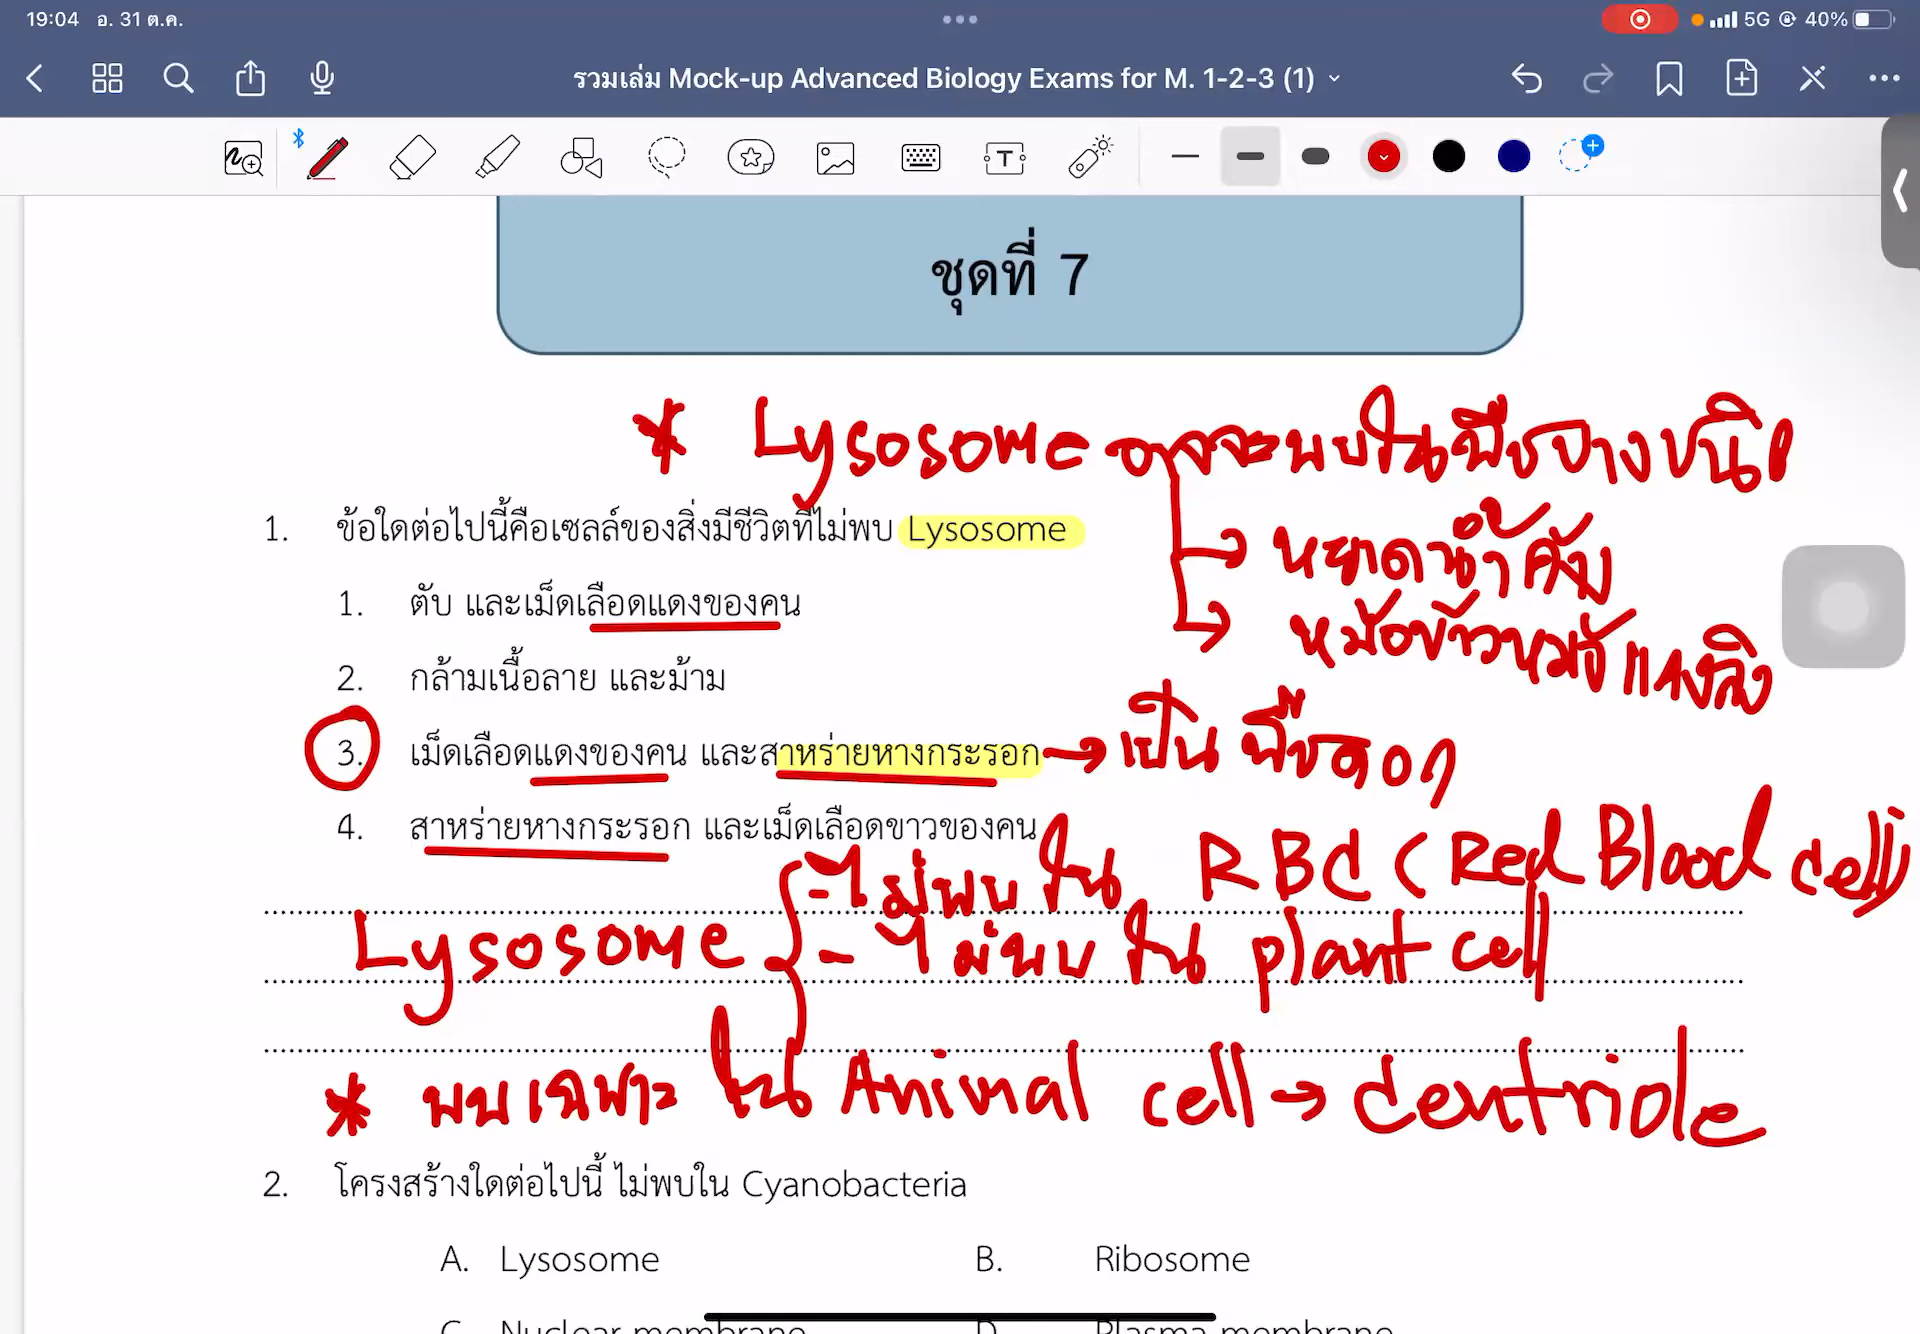 19:04 อ. 31 ต.ค.
5G 40%
รวมเล่ม Mock-up Advanced Biology Exams for M. 1-2-3 (1)
ชุดที่ 7
* Lysosome อาจจะพบในพืชบางชนิด
→ หยาดน้ำค้าง
→ หม้อข้าวหม้อแกงลิง
1. ข้อใดต่อไปนี้คือเซลล์ของสิ่งมีชีวิตที่ไม่พบ Lysosome
1. ตับ และเม็ดเลือดแดงของคน
2. กล้ามเนื้อลาย และม้าม
3. เม็ดเลือดแดงของคน และสาหร่ายหางกระรอก → เป็นพืชดอก
4. สาหร่ายหางกระรอก และเม็ดเลือดขาวของคน
- ไม่พบใน RBC (Red Blood cell)
Lysosome - ไม่พบใน plant cell
* พบเฉพาะใน Animal cell → centriole
2. โครงสร้างใดต่อไปนี้ ไม่พบใน Cyanobacteria
A. Lysosome B. Ribosome
C. Nuclear membrane D. Plasma membrane